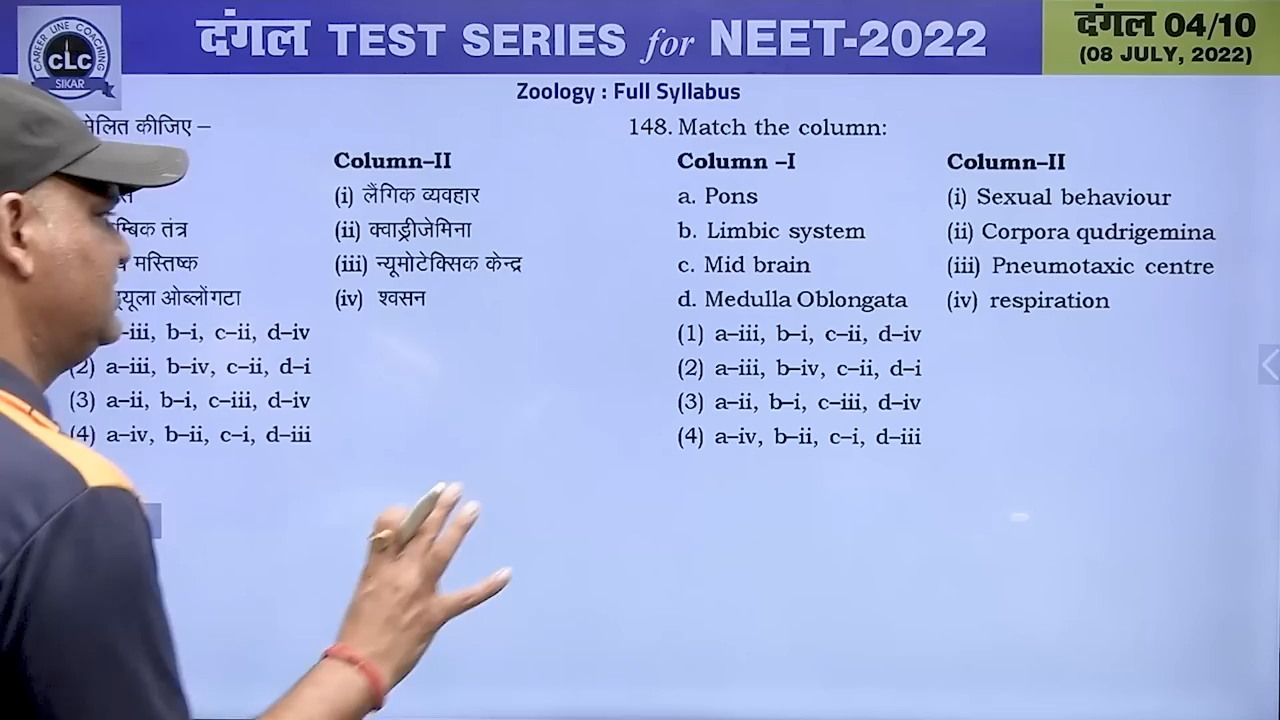 दंगल TEST SERIES for NEET-2022
दंगल 04/10
(08 JULY, 2022)
CAREER LINE COACHING
CLC
SIKAR
Zoology : Full Syllabus
कीजिए –
Column–II
(i) लैंगिक व्यवहार
(ii) क्वाड्रीजेमिना
तंत्र
(iii) न्यूमोटेक्सिक केन्द्र
मस्तिष्क
(iv) श्वसन
ओब्लोंगटा
–iii, b–i, c–ii, d–iv
(2) a–iii, b–iv, c–ii, d–i
(3) a–ii, b–i, c–iii, d–iv
(4) a–iv, b–ii, c–i, d–iii
148. Match the column:
Column –I Column–II
a. Pons (i) Sexual behaviour
b. Limbic system (ii) Corpora qudrigemina
c. Mid brain (iii) Pneumotaxic centre
d. Medulla Oblongata (iv) respiration
(1) a–iii, b–i, c–ii, d–iv
(2) a–iii, b–iv, c–ii, d–i
(3) a–ii, b–i, c–iii, d–iv
(4) a–iv, b–ii, c–i, d–iii